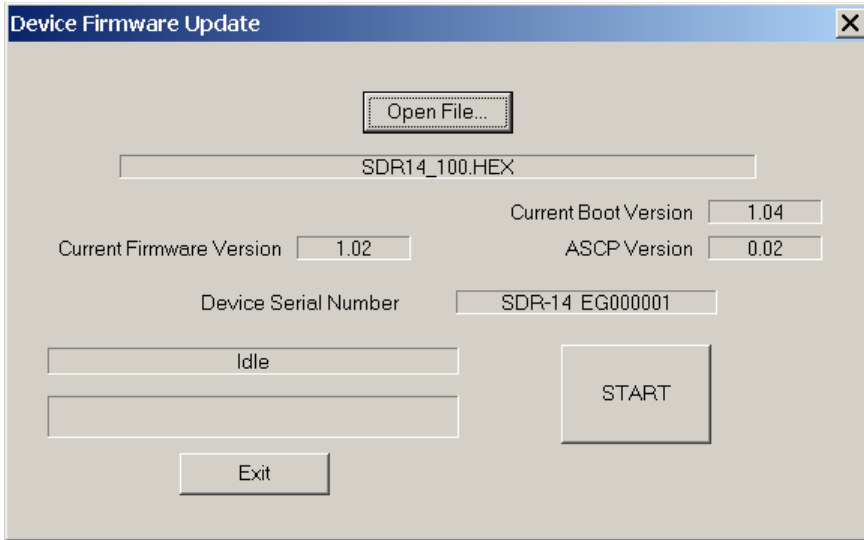 Device Firmware Update
Open File...
SDR14_100.HEX
Current Boot Version 1.04
Current Firmware Version 1.02 ASCP Version 0.02
Device Serial Number SDR-14 EG000001
Idle
START
Exit